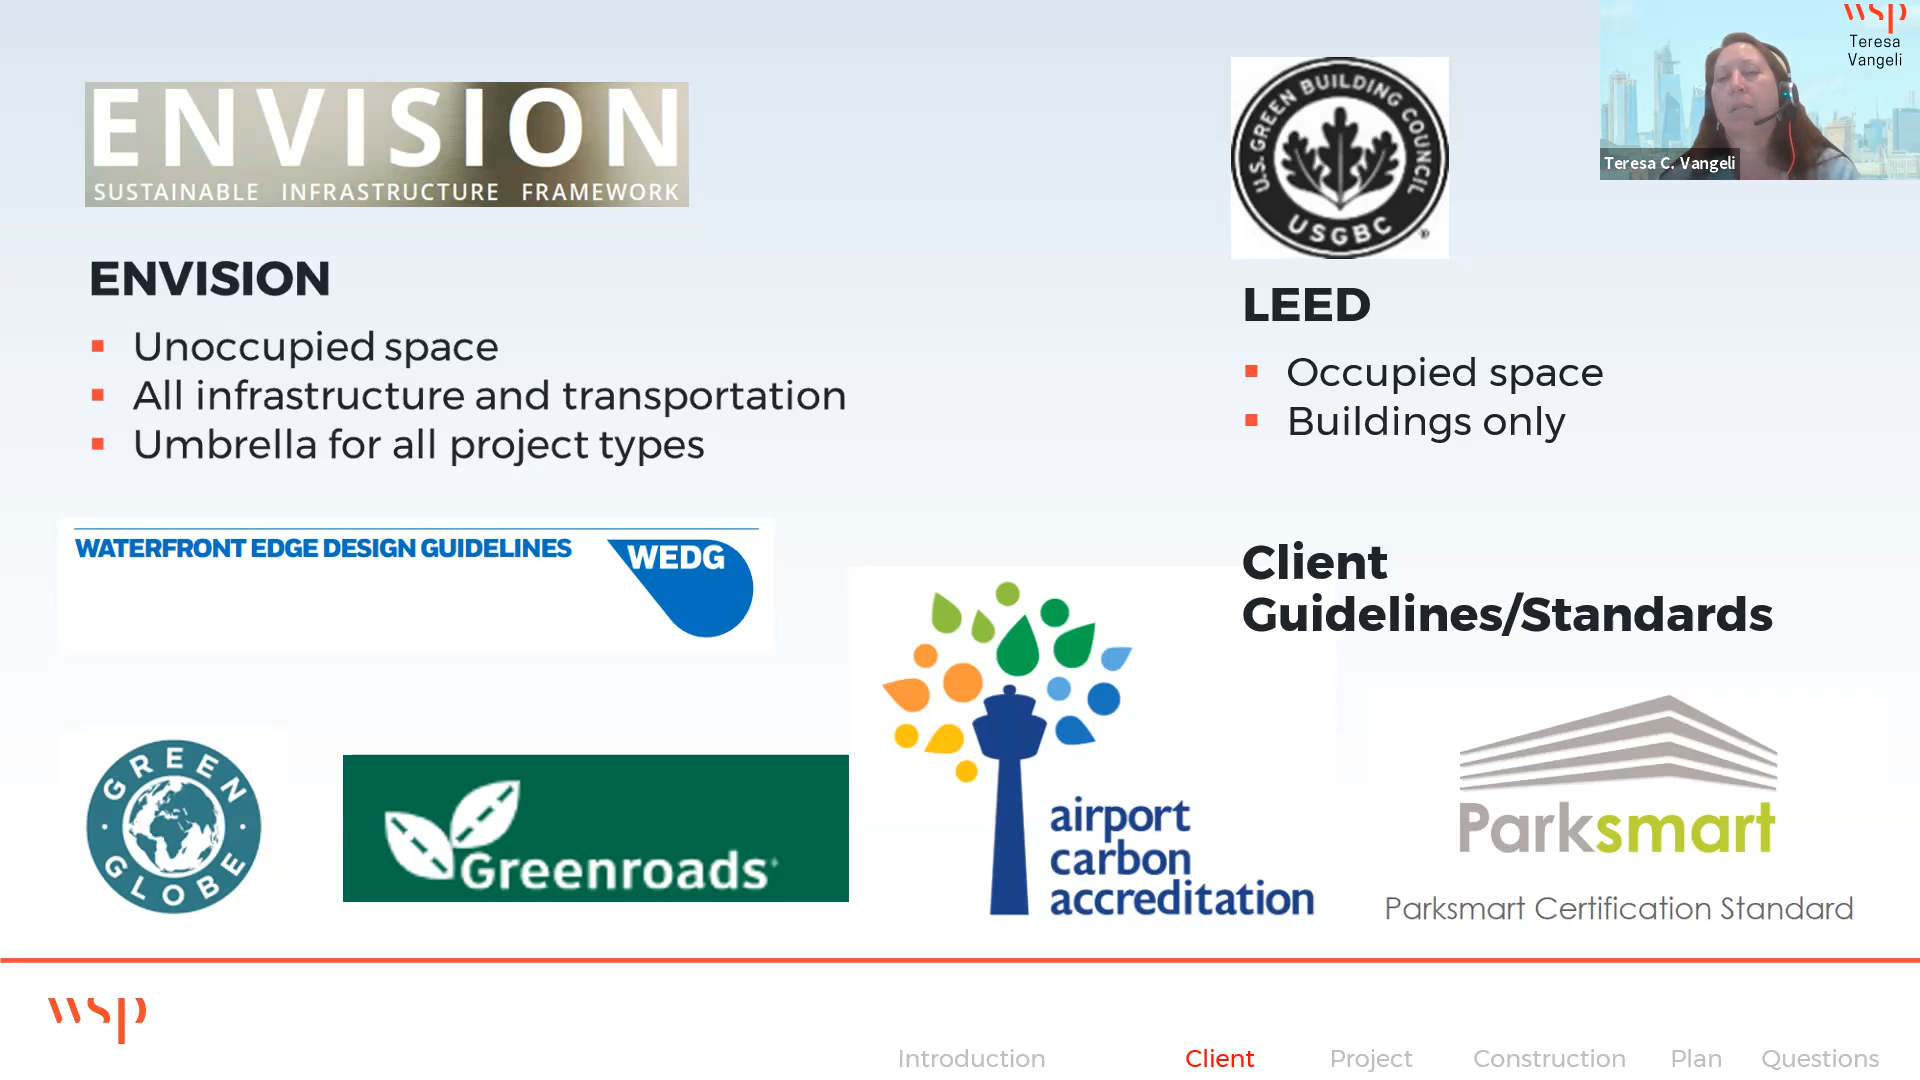 ENVISION
SUSTAINABLE INFRASTRUCTURE FRAMEWORK
ENVISION
Unoccupied space
All infrastructure and transportation
Umbrella for all project types
U.S. GREEN BUILDING COUNCIL
USGBC
LEED
Occupied space
Buildings only
wsp
Teresa
Vangeli
Teresa C. Vangeli
WATERFRONT EDGE DESIGN GUIDELINES
WEDG
Client
Guidelines/Standards
GREEN
GLOBE
Greenroads
airport
carbon
accreditation
Parksmart
Parksmart Certification Standard
wsp
Introduction Client Project Construction Plan Questions